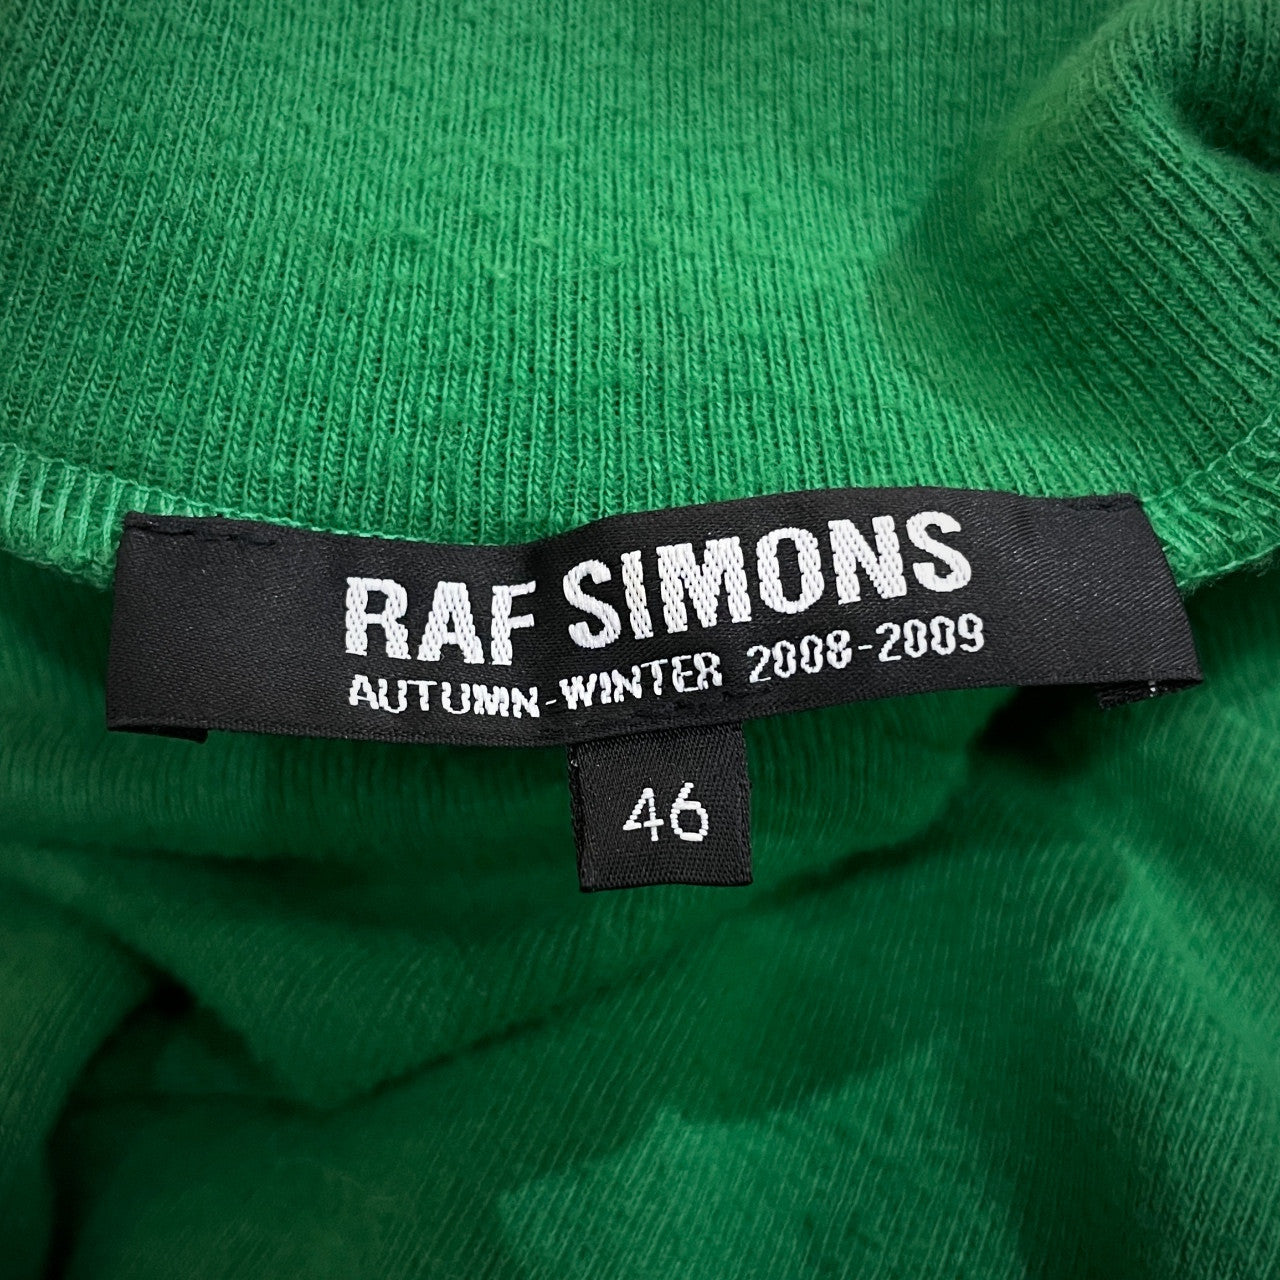 RAF SIMONS
AUTUMN-WINTER 2008-2009
46